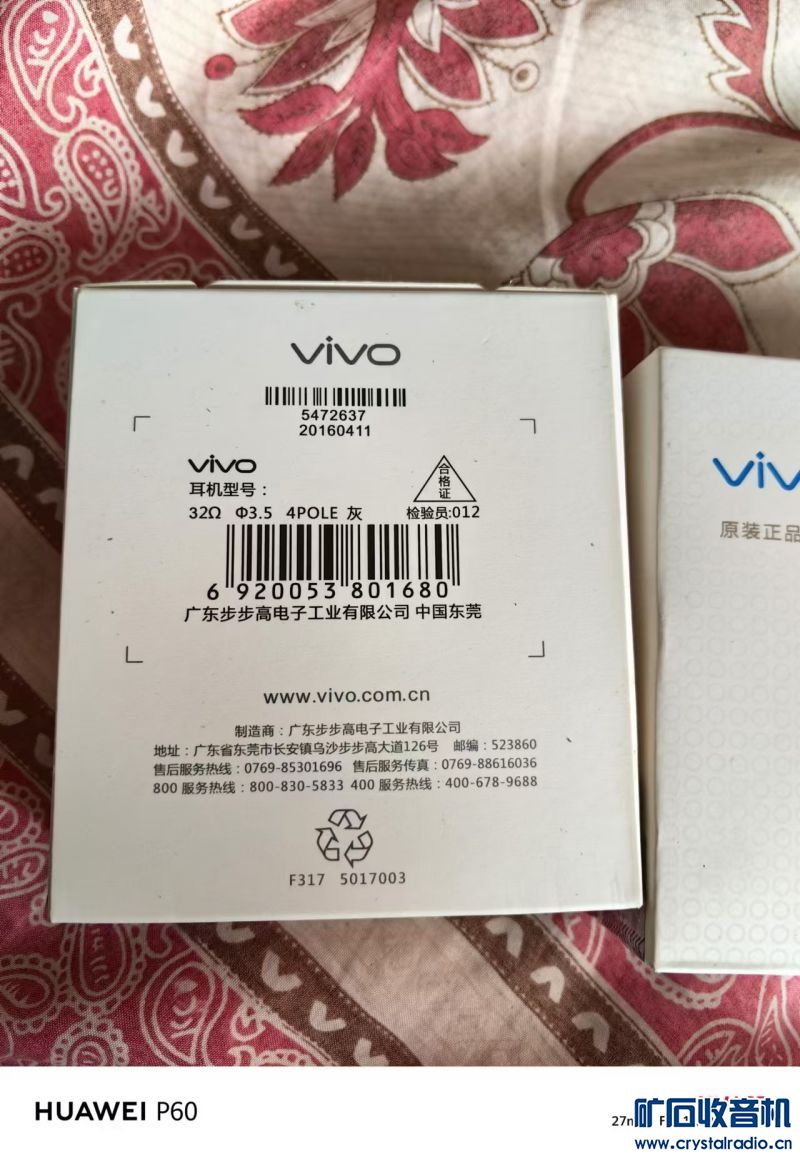 vivo
5472637
20160411
vivo
耳机型号：
合格证
32Ω Φ3.5 4POLE 灰
检验员:012
6 920053 801680
广东步步高电子工业有限公司 中国东莞
www.vivo.com.cn
制造商：广东步步高电子工业有限公司
地址：广东省东莞市长安镇乌沙步步高大道126号 邮编：523860
售后服务热线：0769-85301696 售后服务传真：0769-88616036
800 服务热线：800-830-5833 400 服务热线：400-678-9688
F317 5017003
原装正品
HUAWEI P60
矿石收音机
www.crystalradio.cn